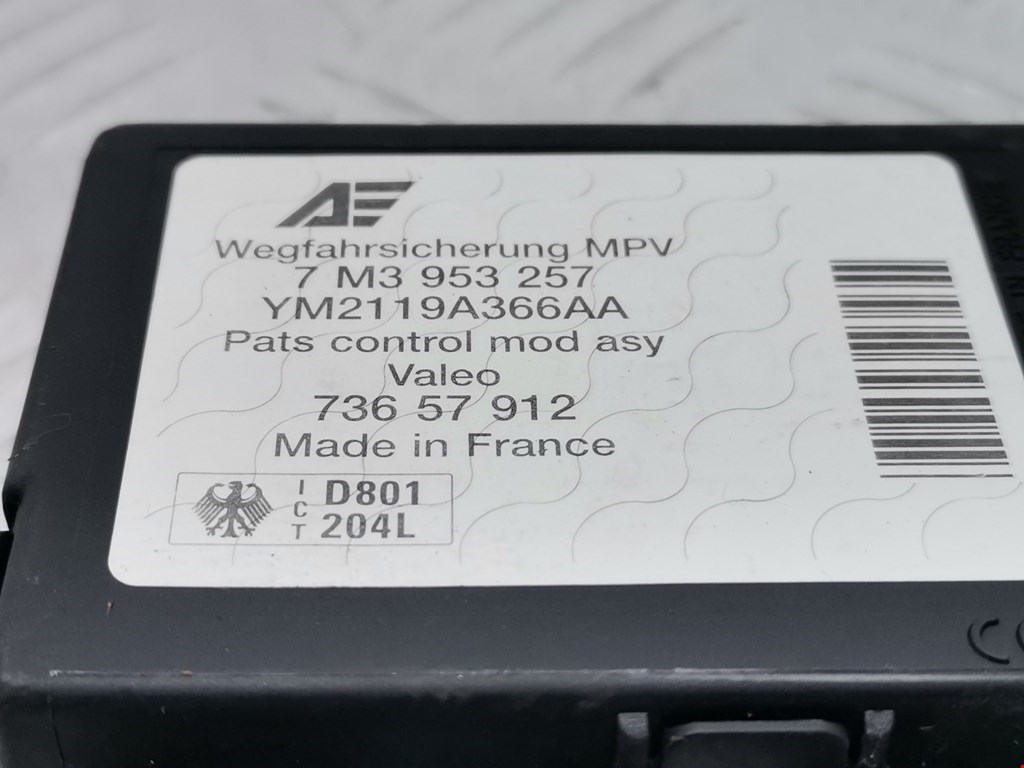 AE
Wegfahrsicherung MPV
7 M3 953 257
YM2119A366AA
Pats control mod asy
Valeo
736 57 912
Made in France
I
C
T
D801
204L